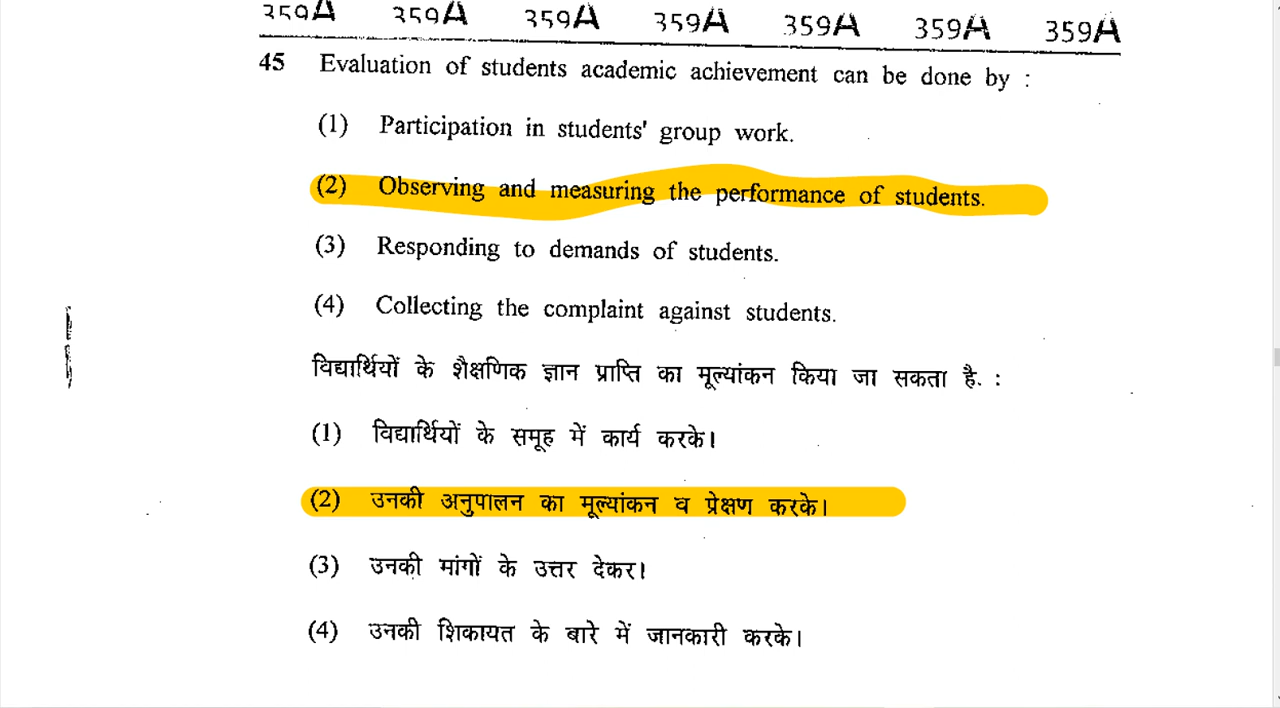 359A 359A 359A 359A 359A 359A 359A
45 Evaluation of students academic achievement can be done by :
(1) Participation in students' group work.
(2) Observing and measuring the performance of students.
(3) Responding to demands of students.
(4) Collecting the complaint against students.
विद्यार्थियों के शैक्षणिक ज्ञान प्राप्ति का मूल्यांकन किया जा सकता है. :
(1) विद्यार्थियों के समूह में कार्य करके।
(2) उनकी अनुपालन का मूल्यांकन व प्रेक्षण करके।
(3) उनकी मांगों के उत्तर देकर।
(4) उनकी शिकायत के बारे में जानकारी करके।